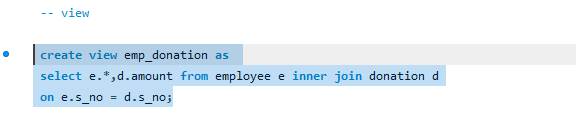 -- view
create view emp_donation as
select e.*,d.amount from employee e inner join donation d
on e.s_no = d.s_no;